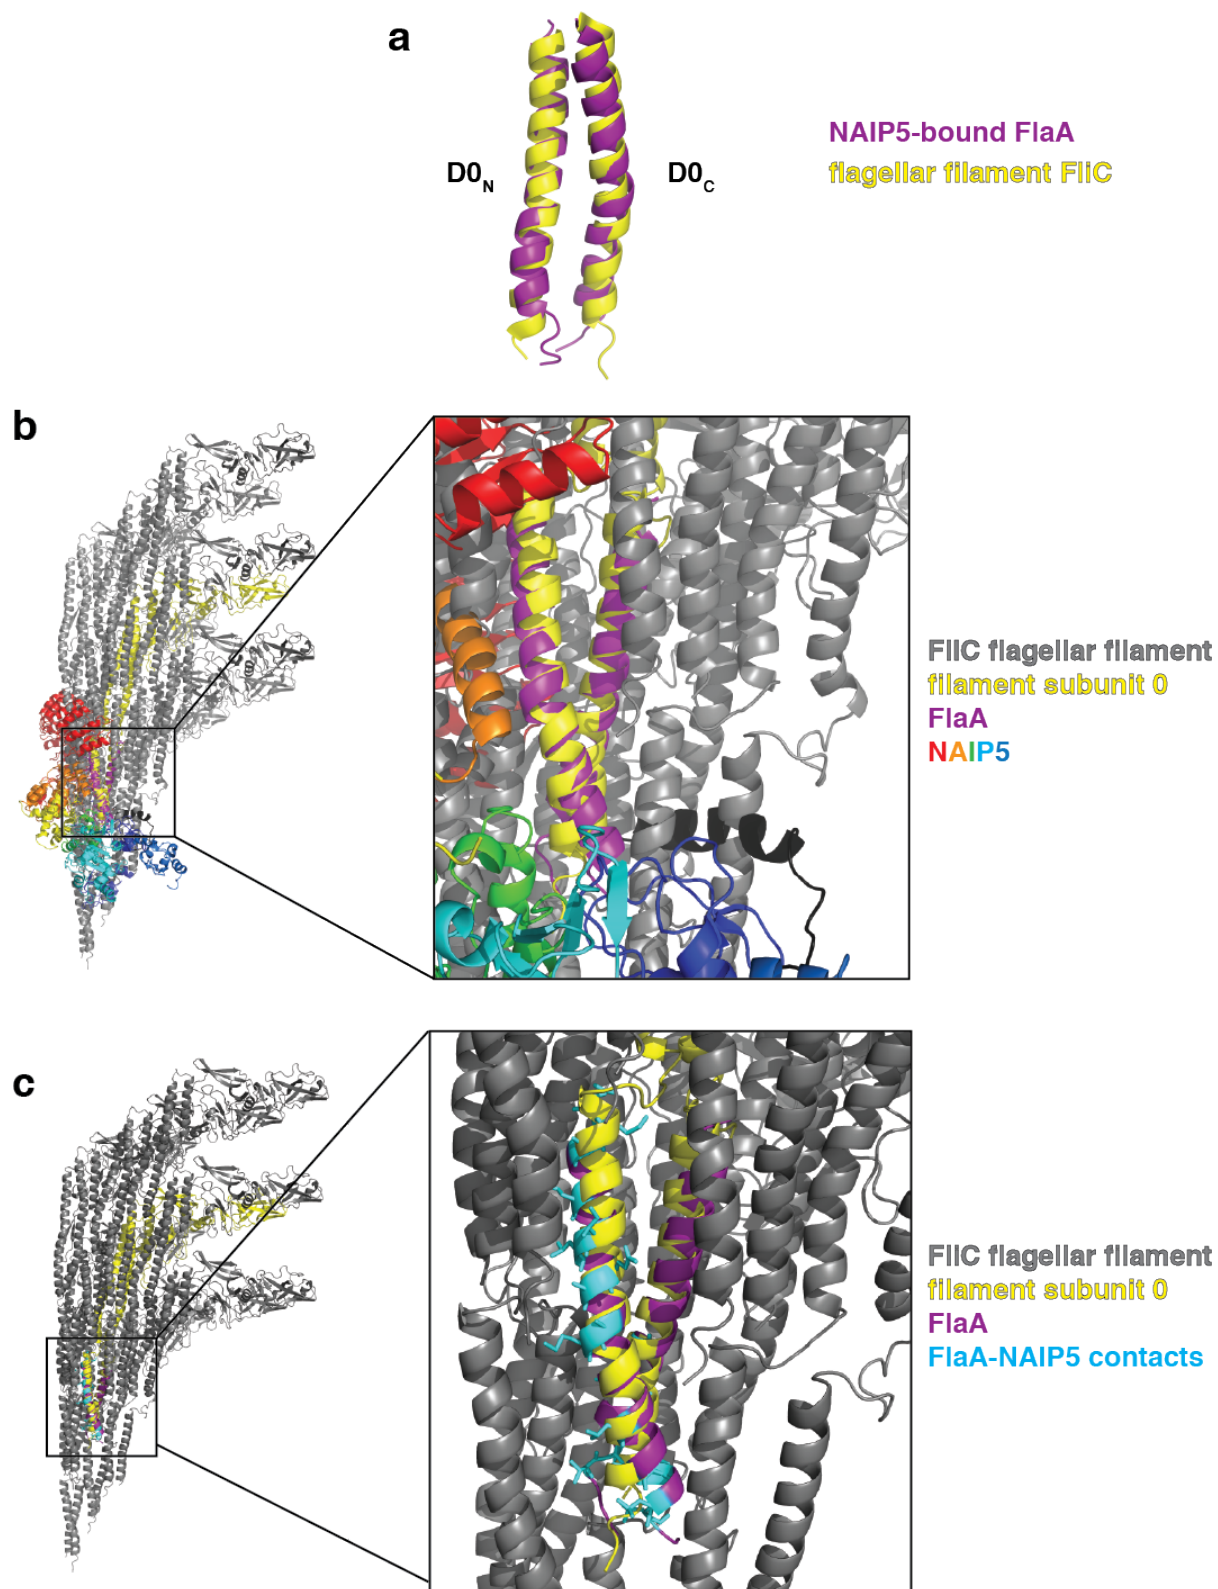 a
NAIP5-bound FlaA
flagellar filament FliC
D0N
D0C
b
FliC flagellar filament
filament subunit 0
FlaA
NAIP5
c
FliC flagellar filament
filament subunit 0
FlaA
FlaA-NAIP5 contacts